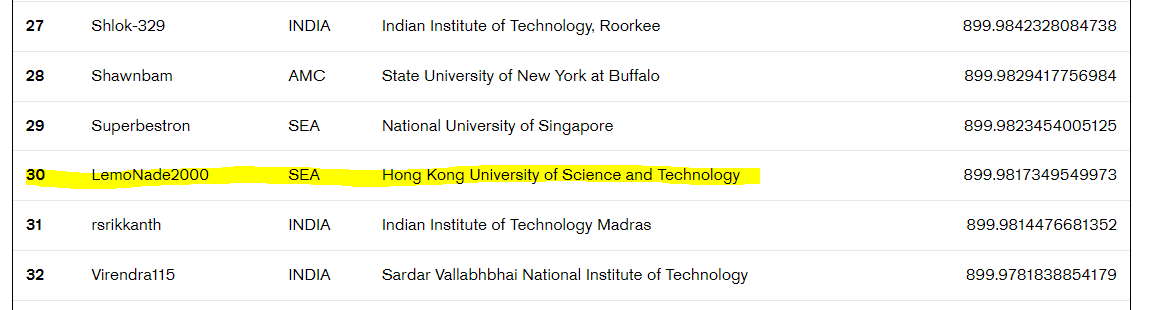 27 Shlok-329 INDIA Indian Institute of Technology, Roorkee 899.9842328084738
28 Shawnbam AMC State University of New York at Buffalo 899.9829417756984
29 Superbestron SEA National University of Singapore 899.9823454005125
30 LemoNade2000 SEA Hong Kong University of Science and Technology 899.9817349549973
31 rsrikkanth INDIA Indian Institute of Technology Madras 899.9814476681352
32 Virendra115 INDIA Sardar Vallabhbhai National Institute of Technology 899.9781838854179